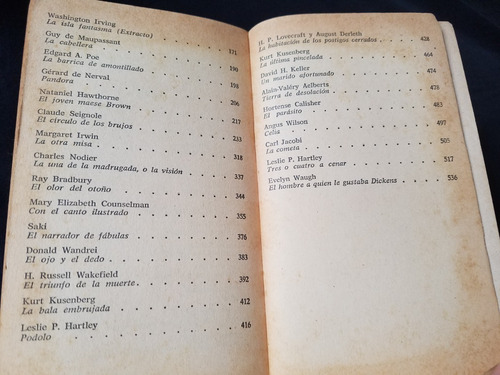 Washington Irving
La isla fantasma (Extracto) . . . . . . 171
Guy de Maupassant
La cabellera . . . . . . . . . . 190
Edgard A. Poe
La barrica de amontillado . . . . . . . 198
Gérard de Nerval
Pandora . . . . . . . . . . . 206
Nataniel Hawthorne
El joven maese Brown . . . . . . . . 217
Claude Seignole
El círculo de los brujos . . . . . . . 233
Margaret Irwin
La otra misa . . . . . . . . . . 318
Charles Nodier
La una de la madrugada, o la visión . . . . 337
Ray Bradbury
El olor del otoño . . . . . . . . . 344
Mary Elizabeth Counselman
Con el canto ilustrado . . . . . . . . 355
Saki
El narrador de fábulas . . . . . . . . 376
Donald Wandrei
El ojo y el dedo . . . . . . . . . 383
H. Russell Wakefield
El triunfo de la muerte . . . . . . . . 392
Kurt Kusenberg
La bala embrujada . . . . . . . . . 412
Leslie P. Hartley
Podolo . . . . . . . . . . . 416
H. P. Lovecraft y August Derleth
La habitación de los postigos cerrados . . . 428
Kurt Kusenberg
La última pincelada . . . . . . . . 464
David H. Keller
Un marido afortunado . . . . . . . . 474
Alain-Valéry Aelberts
Tierra de desolación . . . . . . . . 478
Hortense Calisher
El parásito . . . . . . . . . . 483
Angus Wilson
Celia . . . . . . . . . . . 497
Carl Jacobi
La cometa . . . . . . . . . . 505
Leslie P. Hartley
Tres o cuatro a cenar . . . . . . . . 517
Evelyn Waugh
El hombre a quien le gustaba Dickens . . . . 536